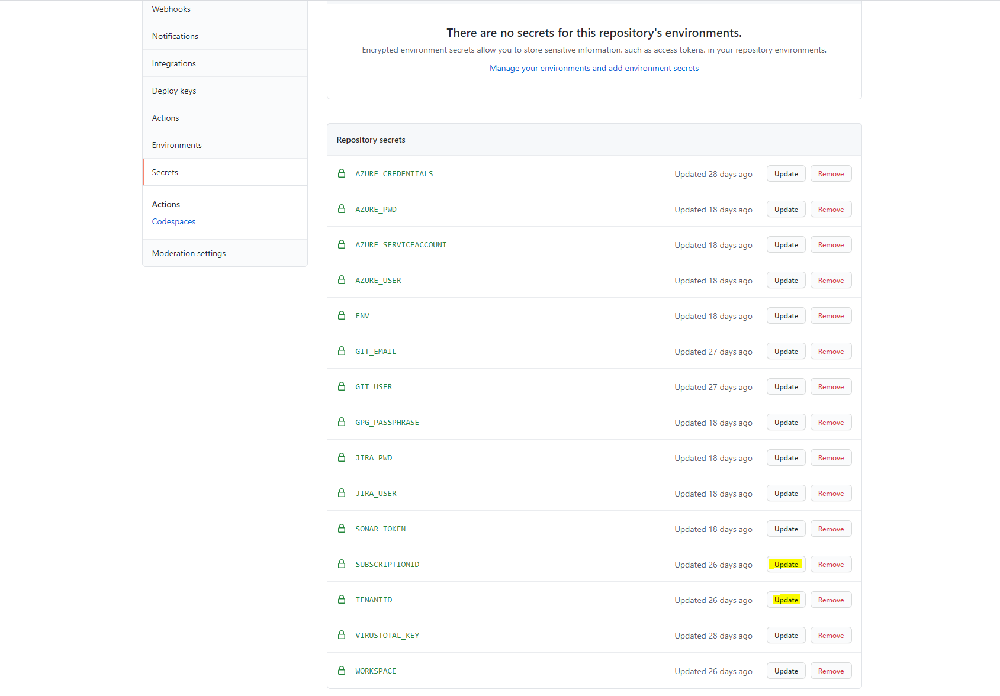 Webhooks
Notifications
Integrations
Deploy keys
Actions
Environments
Secrets
Actions
Codespaces
Moderation settings
There are no secrets for this repository's environments.
Encrypted environment secrets allow you to store sensitive information, such as access tokens, in your repository environments.
Manage your environments and add environment secrets
Repository secrets
AZURE_CREDENTIALS Updated 28 days ago Update Remove
AZURE_PWD Updated 18 days ago Update Remove
AZURE_SERVICEACCOUNT Updated 18 days ago Update Remove
AZURE_USER Updated 18 days ago Update Remove
ENV Updated 18 days ago Update Remove
GIT_EMAIL Updated 27 days ago Update Remove
GIT_USER Updated 27 days ago Update Remove
GPG_PASSPHRASE Updated 18 days ago Update Remove
JIRA_PWD Updated 18 days ago Update Remove
JIRA_USER Updated 18 days ago Update Remove
SONAR_TOKEN Updated 18 days ago Update Remove
SUBSCRIPTIONID Updated 26 days ago Update Remove
TENANTID Updated 26 days ago Update Remove
VIRUSTOTAL_KEY Updated 28 days ago Update Remove
WORKSPACE Updated 26 days ago Update Remove